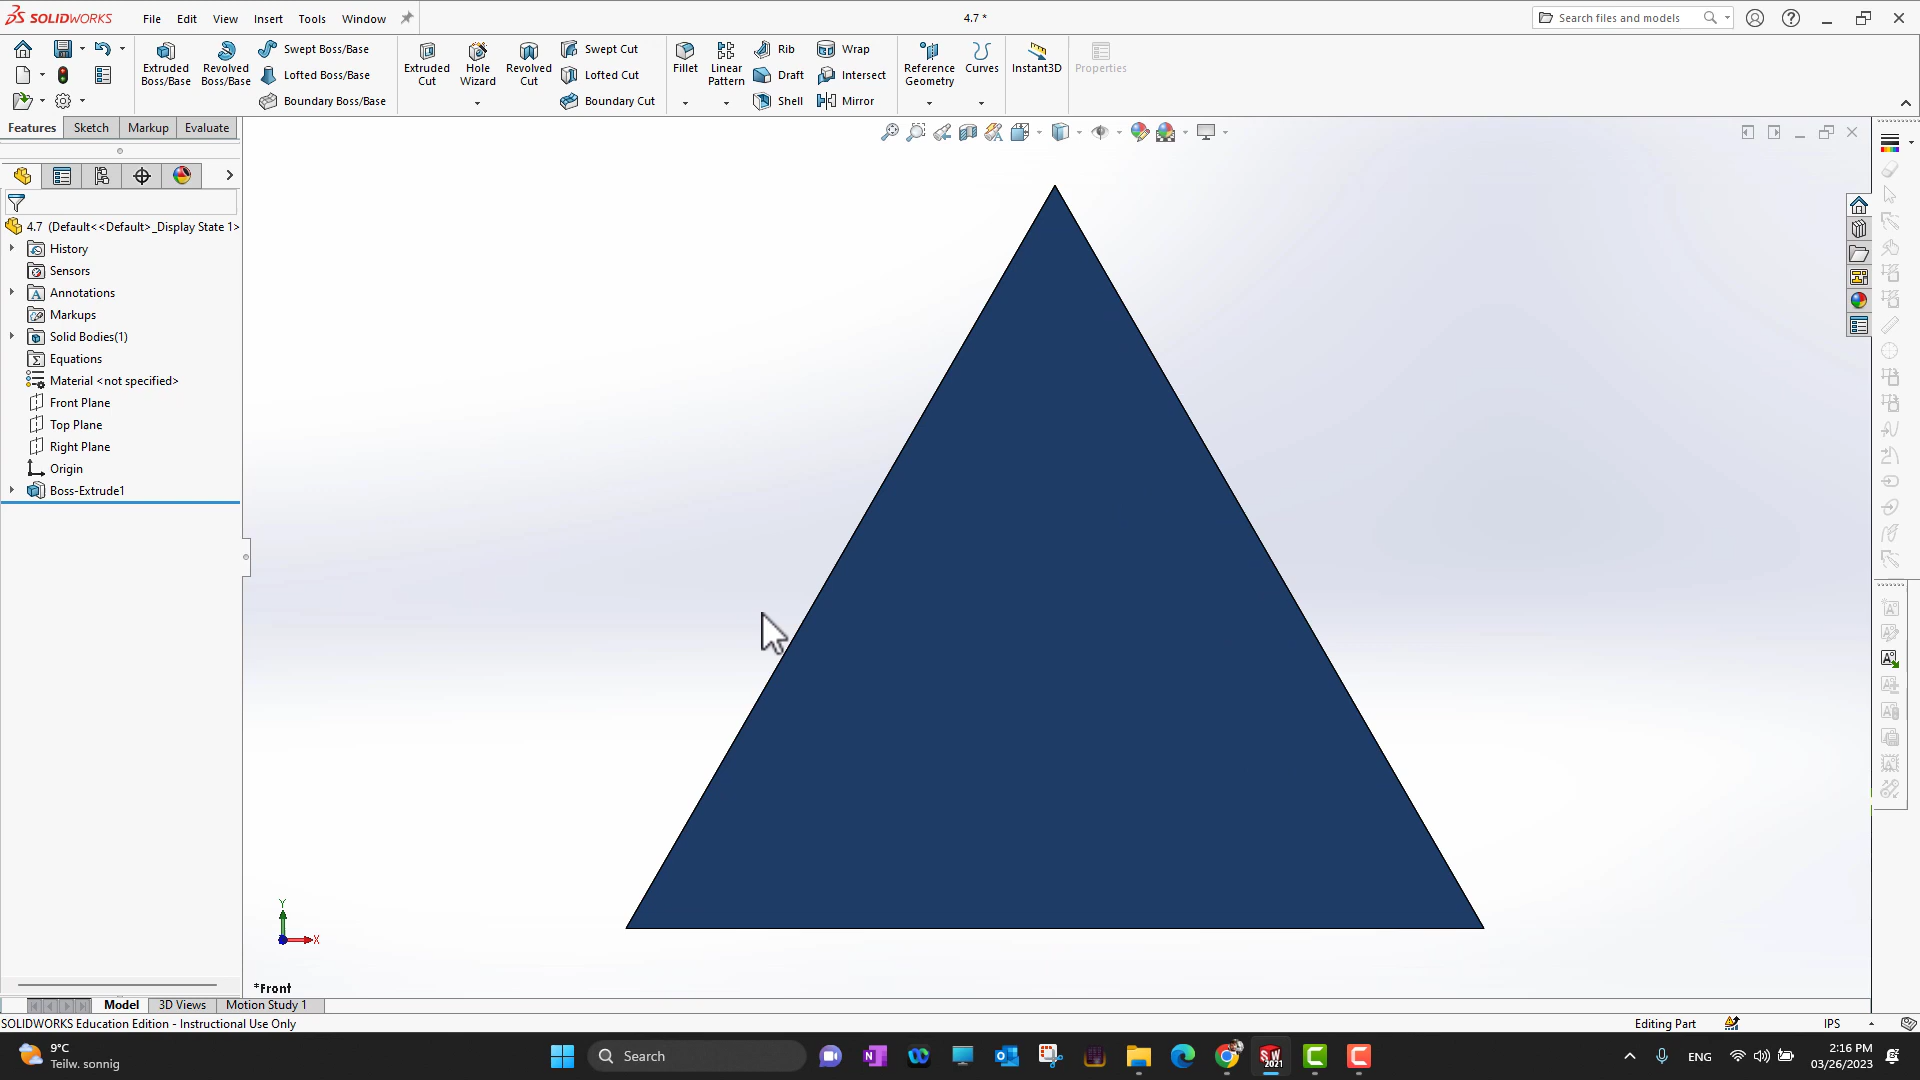 SOLIDWORKS File Edit View Insert Tools Window 4.7 * Search files and models
Extruded Boss/Base
Revolved Boss/Base
Swept Boss/Base
Lofted Boss/Base
Boundary Boss/Base
Extruded Cut
Hole Wizard
Revolved Cut
Swept Cut
Lofted Cut
Boundary Cut
Fillet
Linear Pattern
Rib
Draft
Shell
Wrap
Intersect
Mirror
Reference Geometry
Curves
Instant3D
Properties
Features Sketch Markup Evaluate
4.7 (Default<<Default>_Display State 1>
History
Sensors
Annotations
Markups
Solid Bodies(1)
Equations
Material <not specified>
Front Plane
Top Plane
Right Plane
Origin
Boss-Extrude1
Y
X
*Front
Model 3D Views Motion Study 1
SOLIDWORKS Education Edition - Instructional Use Only Editing Part IPS
9°C
Teilw. sonnig
Search
SW
2021
ENG
2:16 PM
03/26/2023